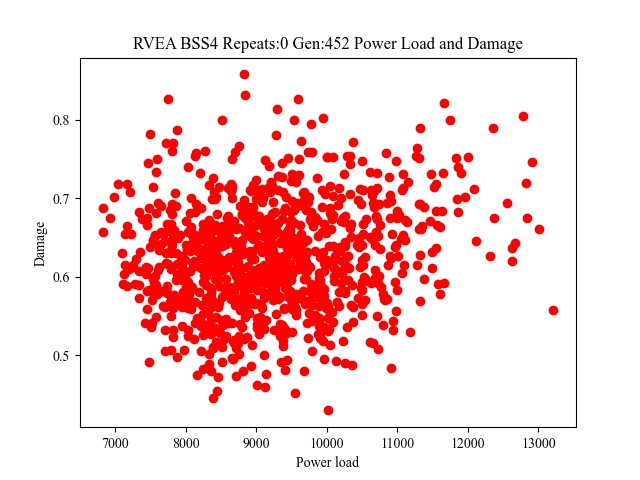 RVEA BSS4 Repeats:0 Gen:452 Power Load and Damage
0.8
0.7
0.6
0.5
Damage
7000 8000 9000 10000 11000 12000 13000
Power load